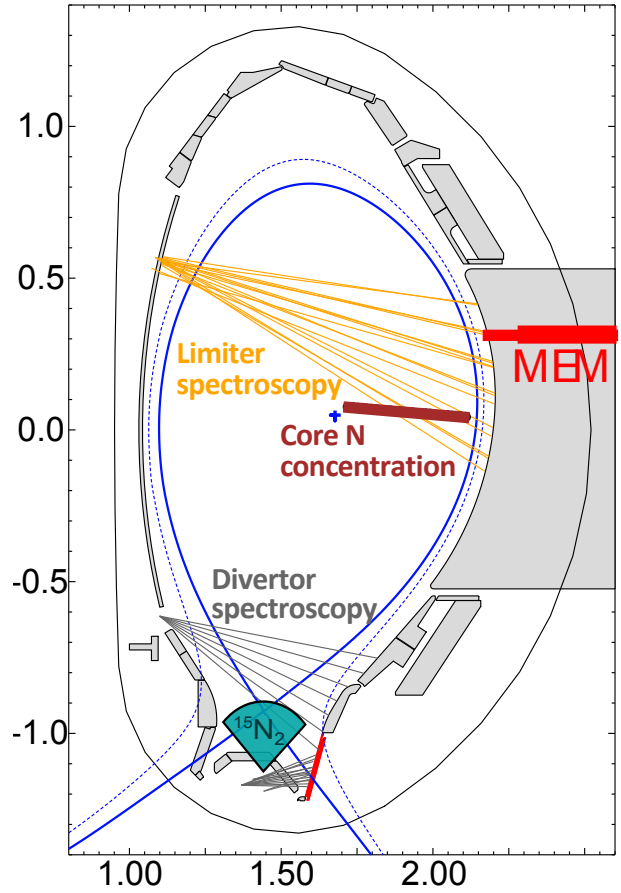 1.0
0.5
Limiter
spectroscopy
MEM
0.0
Core N
concentration
-0.5
Divertor
spectroscopy
-1.0
¹⁵N₂
1.00
1.50
2.00